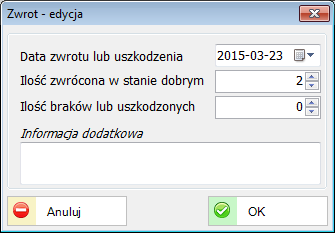 Zwrot - edycja
Data zwrotu lub uszkodzenia 2015-03-23
Ilość zwrócona w stanie dobrym 2
Ilość braków lub uszkodzonych 0
Informacja dodatkowa
Anuluj OK